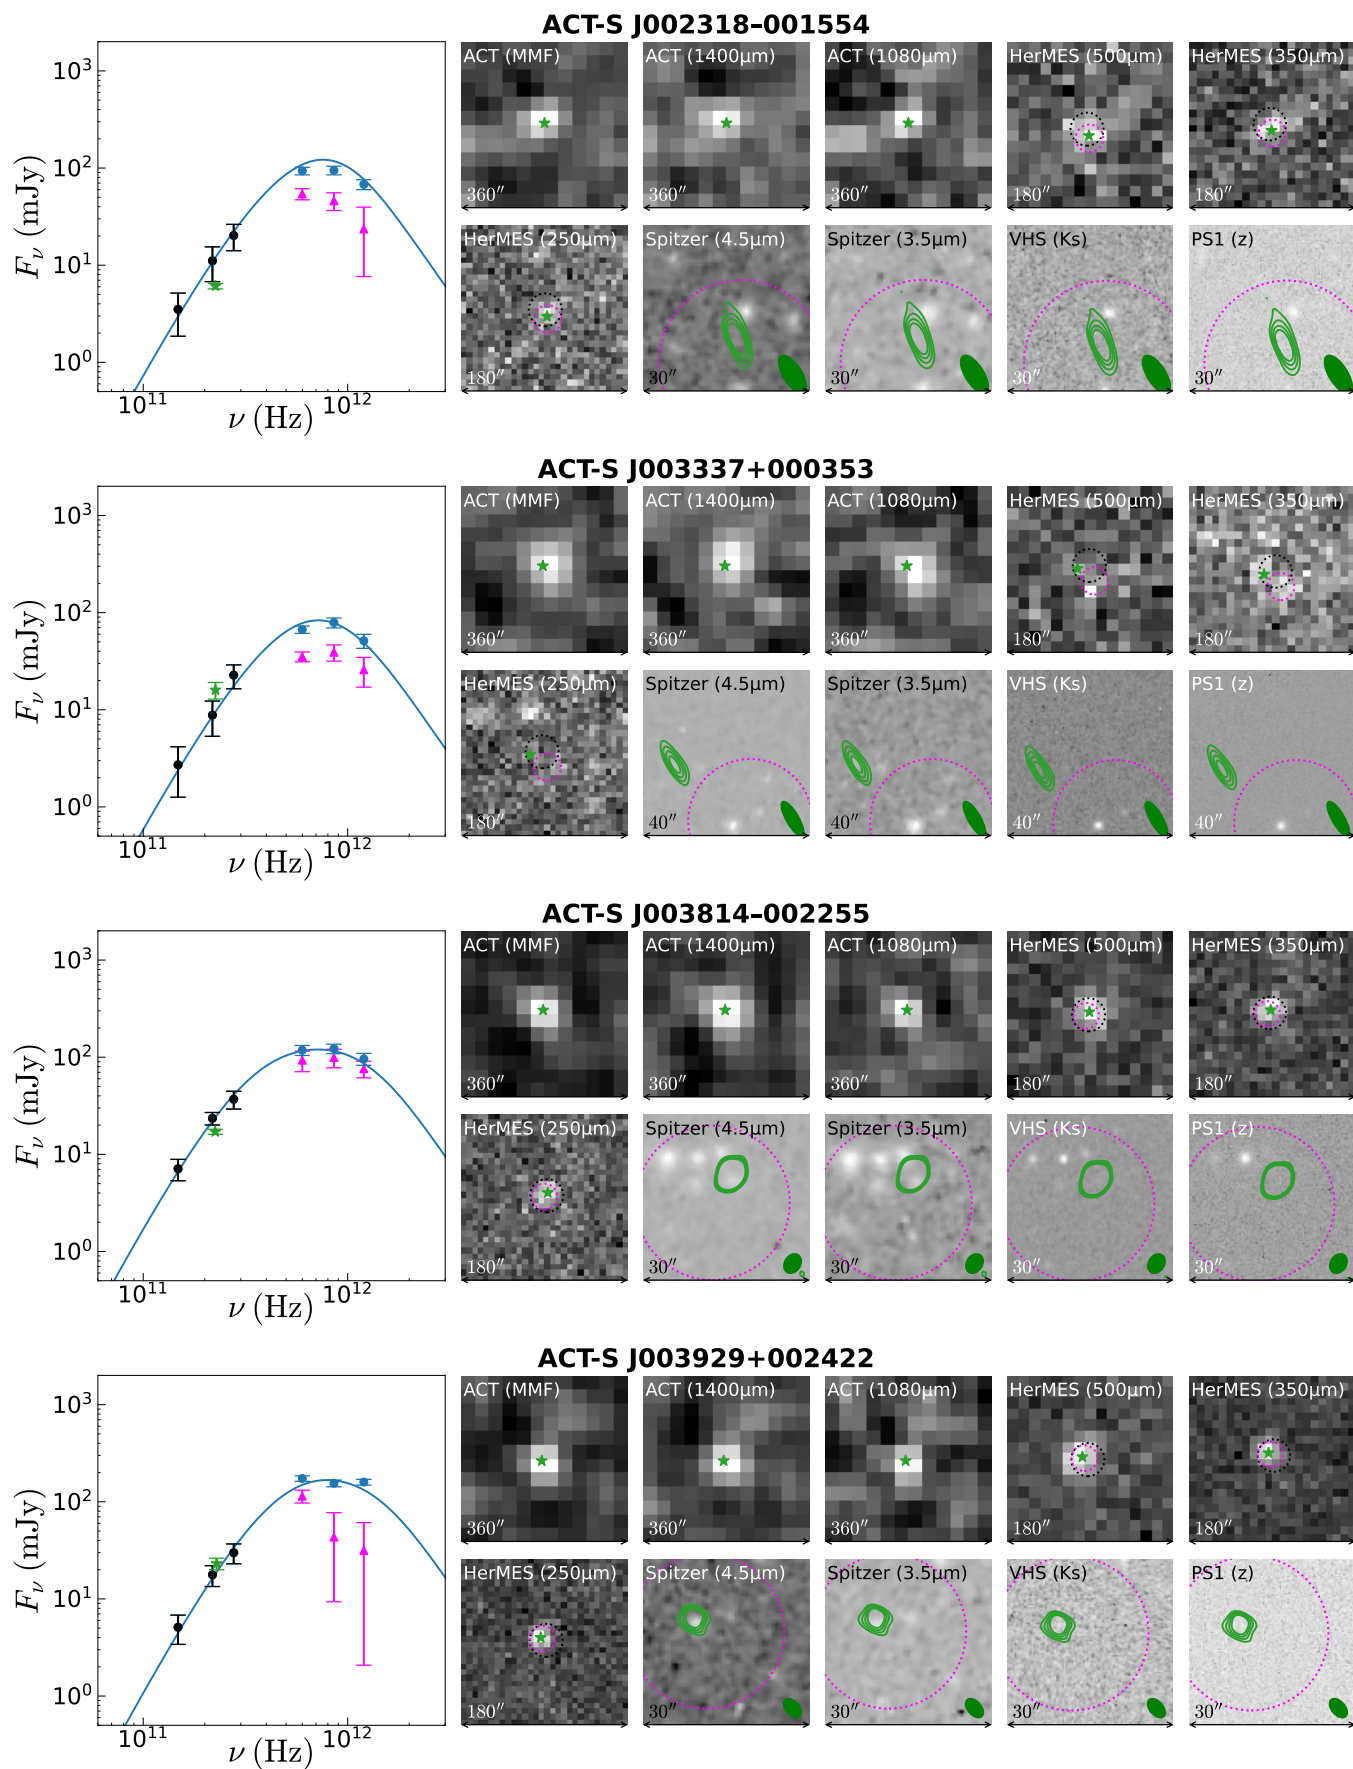 ACT-S J002318–001554
10³
10²
10¹
10⁰
F_ν (mJy)
10¹¹
10¹²
ν (Hz)
ACT (MMF)
360″
ACT (1400μm)
360″
ACT (1080μm)
360″
HerMES (500μm)
180″
HerMES (350μm)
180″
HerMES (250μm)
180″
Spitzer (4.5μm)
30″
Spitzer (3.5μm)
30″
VHS (Ks)
30″
PS1 (z)
30″
ACT-S J003337+000353
10³
10²
10¹
10⁰
F_ν (mJy)
10¹¹
10¹²
ν (Hz)
ACT (MMF)
360″
ACT (1400μm)
360″
ACT (1080μm)
360″
HerMES (500μm)
180″
HerMES (350μm)
180″
HerMES (250μm)
180″
Spitzer (4.5μm)
40″
Spitzer (3.5μm)
40″
VHS (Ks)
40″
PS1 (z)
40″
ACT-S J003814–002255
10³
10²
10¹
10⁰
F_ν (mJy)
10¹¹
10¹²
ν (Hz)
ACT (MMF)
360″
ACT (1400μm)
360″
ACT (1080μm)
360″
HerMES (500μm)
180″
HerMES (350μm)
180″
HerMES (250μm)
180″
Spitzer (4.5μm)
30″
Spitzer (3.5μm)
30″
VHS (Ks)
30″
PS1 (z)
30″
ACT-S J003929+002422
10³
10²
10¹
10⁰
F_ν (mJy)
10¹¹
10¹²
ν (Hz)
ACT (MMF)
360″
ACT (1400μm)
360″
ACT (1080μm)
360″
HerMES (500μm)
180″
HerMES (350μm)
180″
HerMES (250μm)
180″
Spitzer (4.5μm)
30″
Spitzer (3.5μm)
30″
VHS (Ks)
30″
PS1 (z)
30″